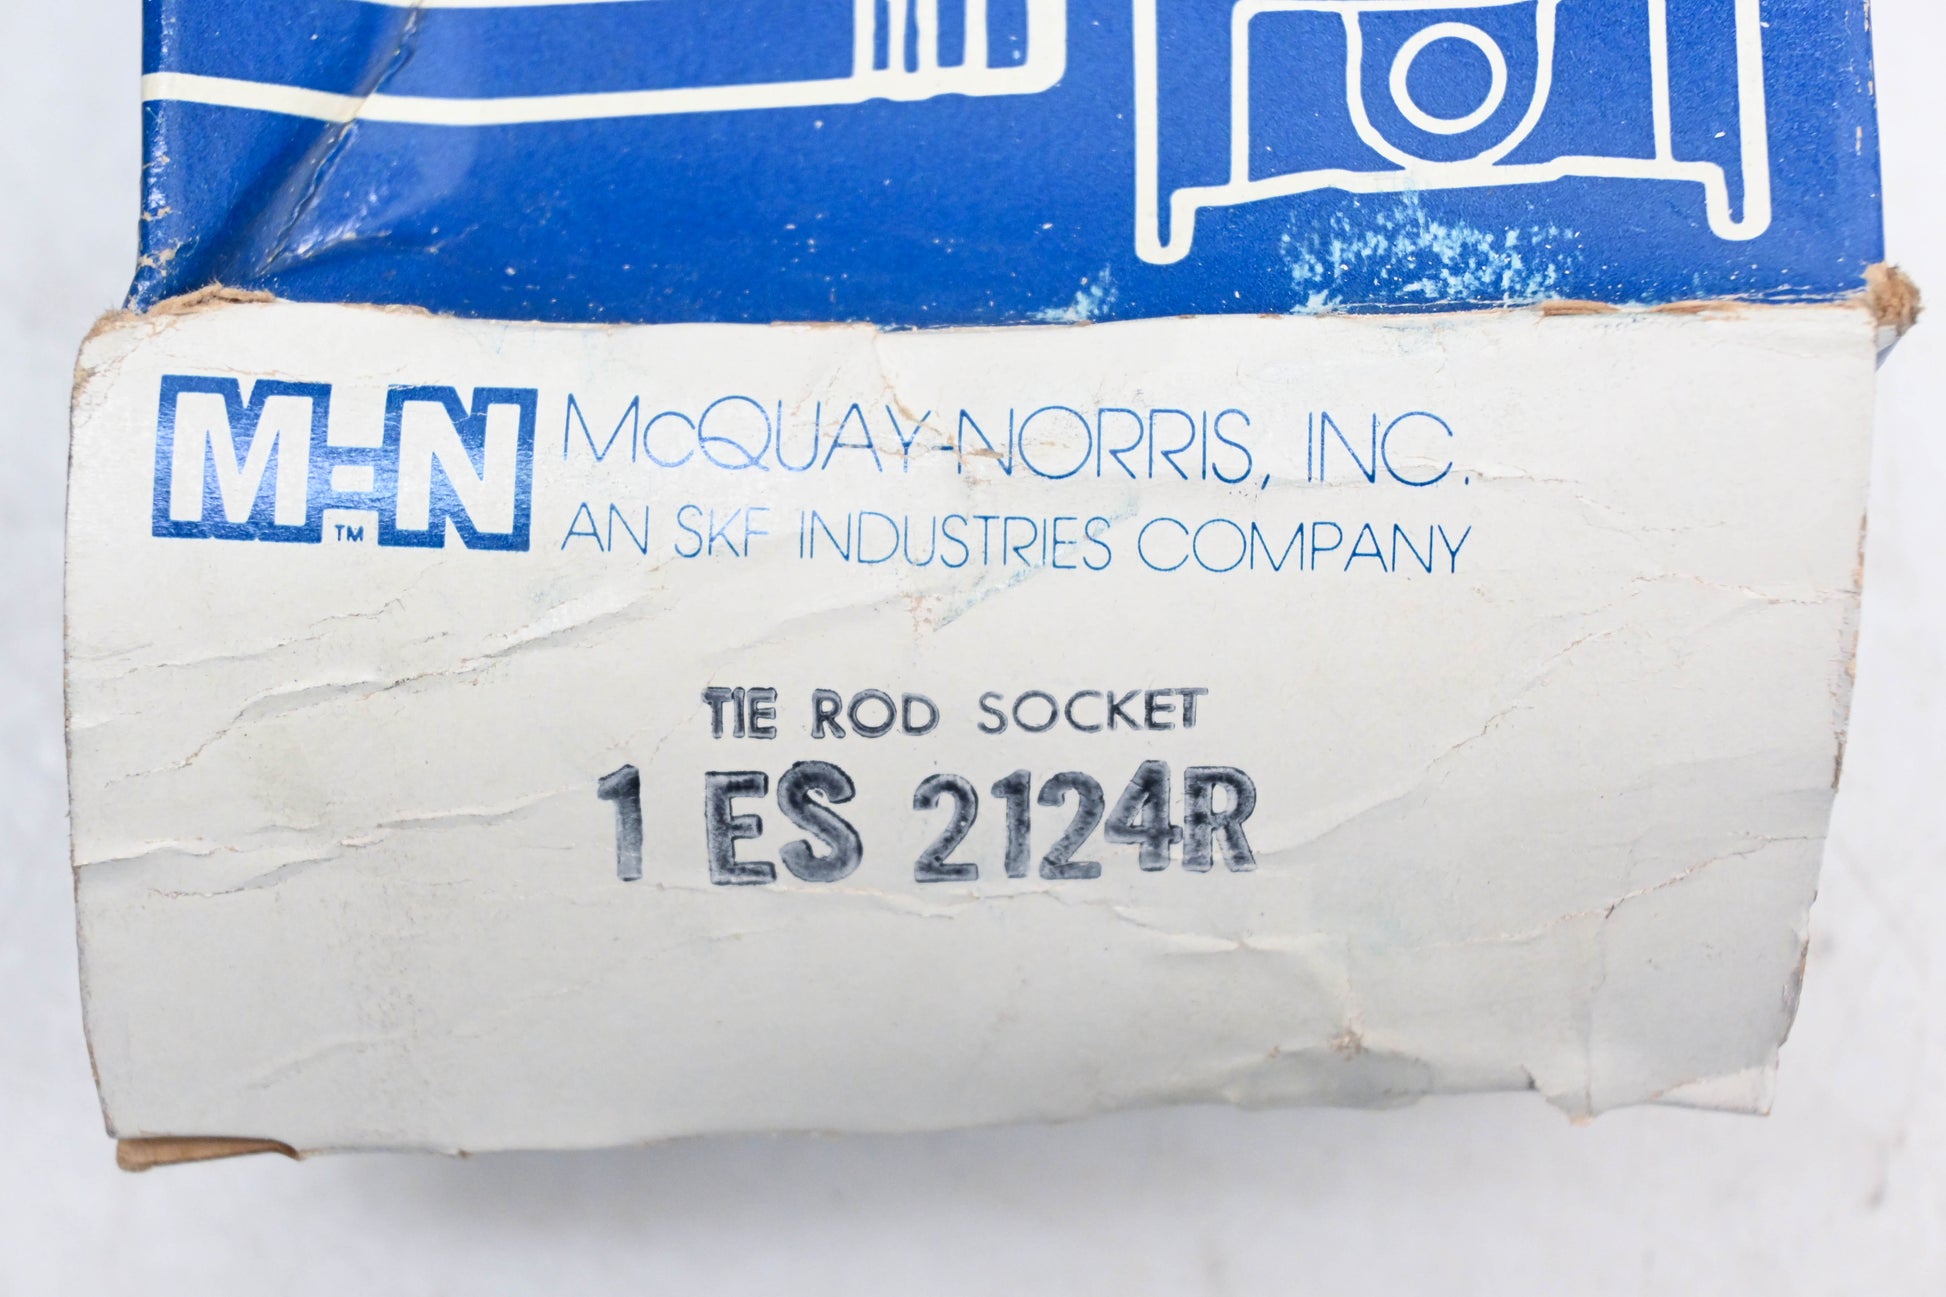 M-N
TM
McQUAY-NORRIS, INC.
AN SKF INDUSTRIES COMPANY
TIE ROD SOCKET
1 ES 2124R